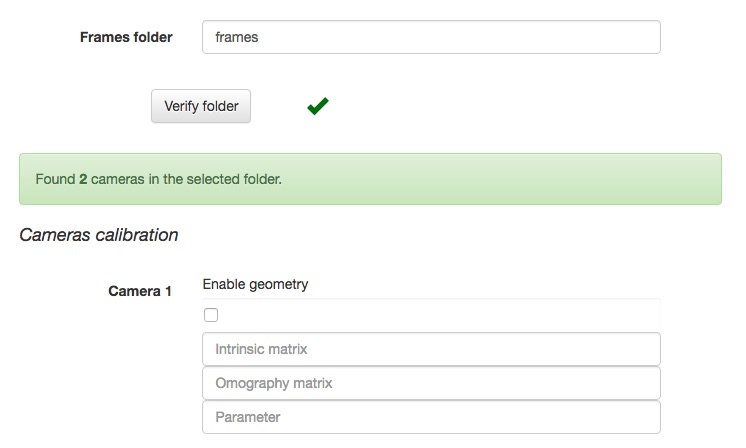 Frames folder
frames
Verify folder
Found 2 cameras in the selected folder.
Cameras calibration
Camera 1
Enable geometry
Intrinsic matrix
Omography matrix
Parameter